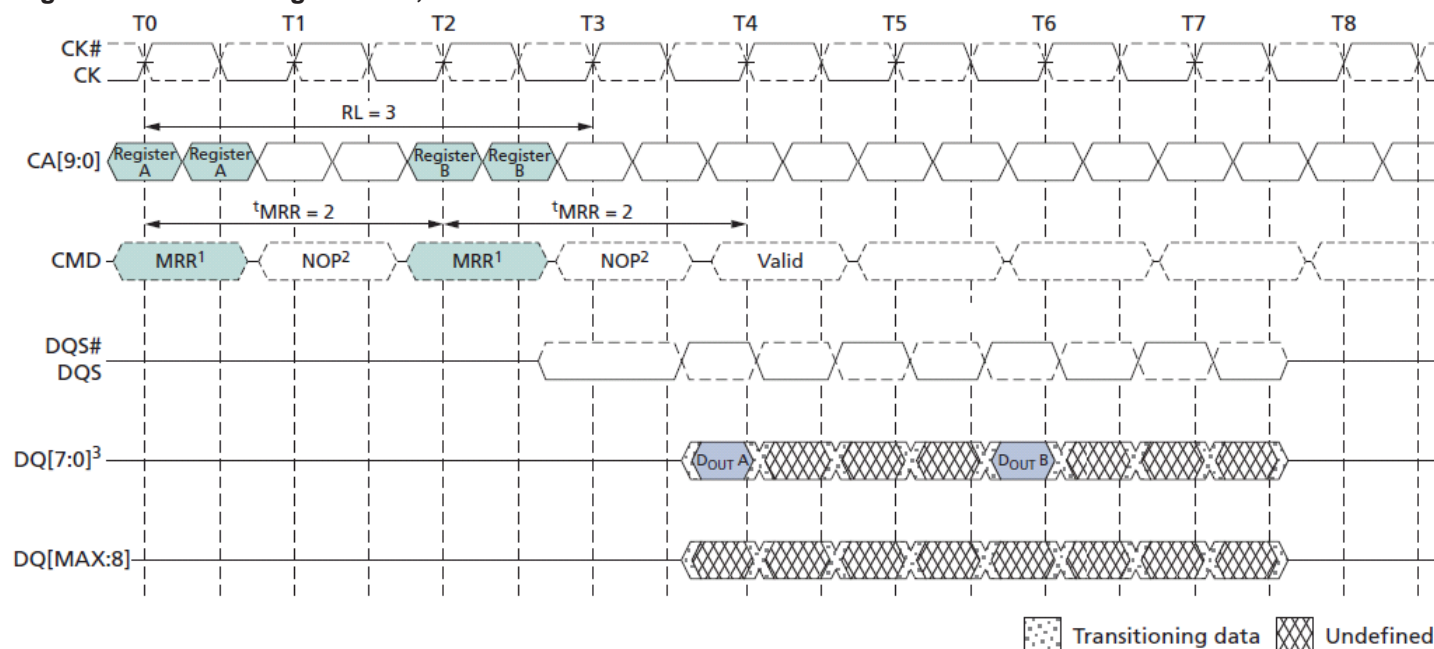 T0 T1 T2 T3 T4 T5 T6 T7 T8
CK#
CK
RL = 3
CA[9:0]
Register A
Register A
Register B
Register B
tMRR = 2
tMRR = 2
CMD
MRR1
NOP2
MRR1
NOP2
Valid
DQS#
DQS
DQ[7:0]3
DOUT A
DOUT B
DQ[MAX:8]
Transitioning data
Undefined